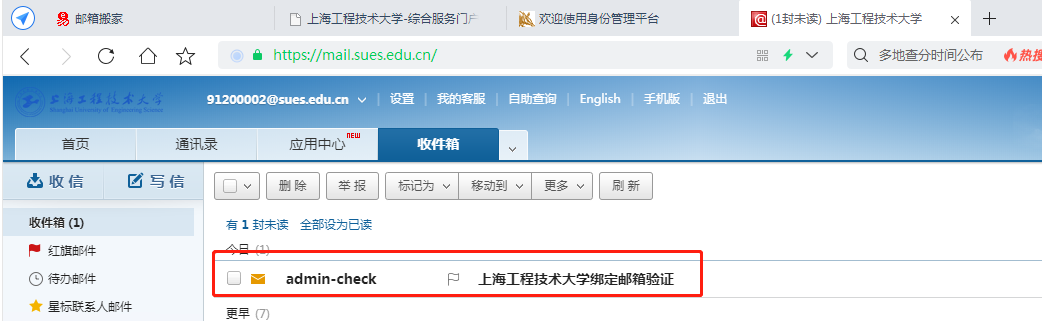 邮箱搬家
上海工程技术大学-综合服务门户
欢迎使用身份管理平台
(1封未读) 上海工程技术大学
https://mail.sues.edu.cn/
多地查分时间公布
热搜
上海工程技术大学
Shanghai University of Engineering Science
91200002@sues.edu.cn | 设置 | 我的客服 | 自助查询 | English | 手机版 | 退出
首页 通讯录 应用中心 NEW 收件箱
收 信 写 信
删 除 举 报 标记为 移动到 更多 刷 新
收件箱 (1)
有 1 封未读 全部设为已读
红旗邮件
今日 (1)
待办邮件
admin-check 上海工程技术大学绑定邮箱验证
星标联系人邮件
更早 (7)